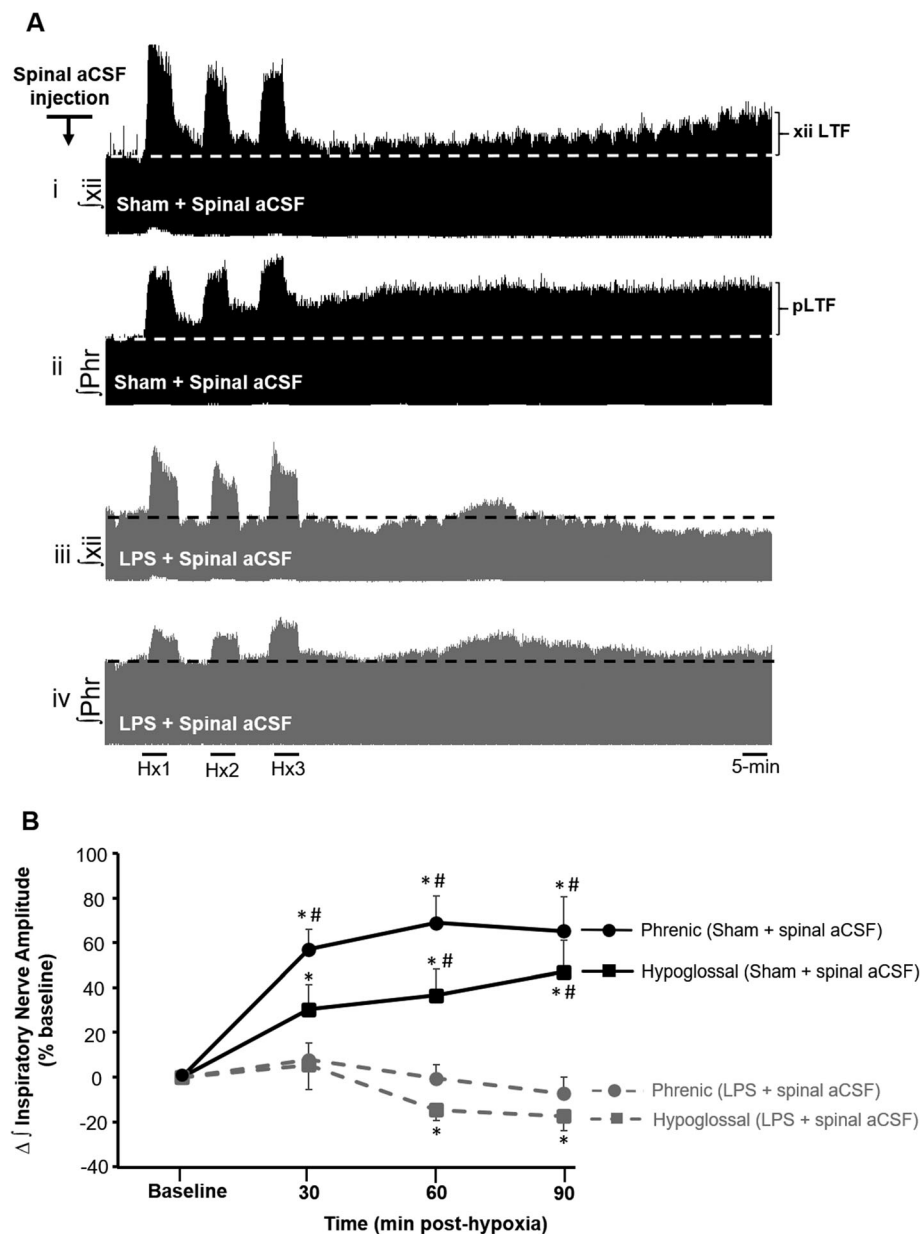 A
Spinal aCSF
injection
xii LTF
i
∫xii
Sham + Spinal aCSF
pLTF
ii
∫Phr
Sham + Spinal aCSF
iii
∫xii
LPS + Spinal aCSF
iv
∫Phr
LPS + Spinal aCSF
Hx1 Hx2 Hx3 5-min
B
Δ ∫ Inspiratory Nerve Amplitude
(% baseline)
100
80
60
40
20
0
-20
-40
* #
* #
* #
*
* #
* #
*
*
Phrenic (Sham + spinal aCSF)
Hypoglossal (Sham + spinal aCSF)
Phrenic (LPS + spinal aCSF)
Hypoglossal (LPS + spinal aCSF)
Baseline 30 60 90
Time (min post-hypoxia)